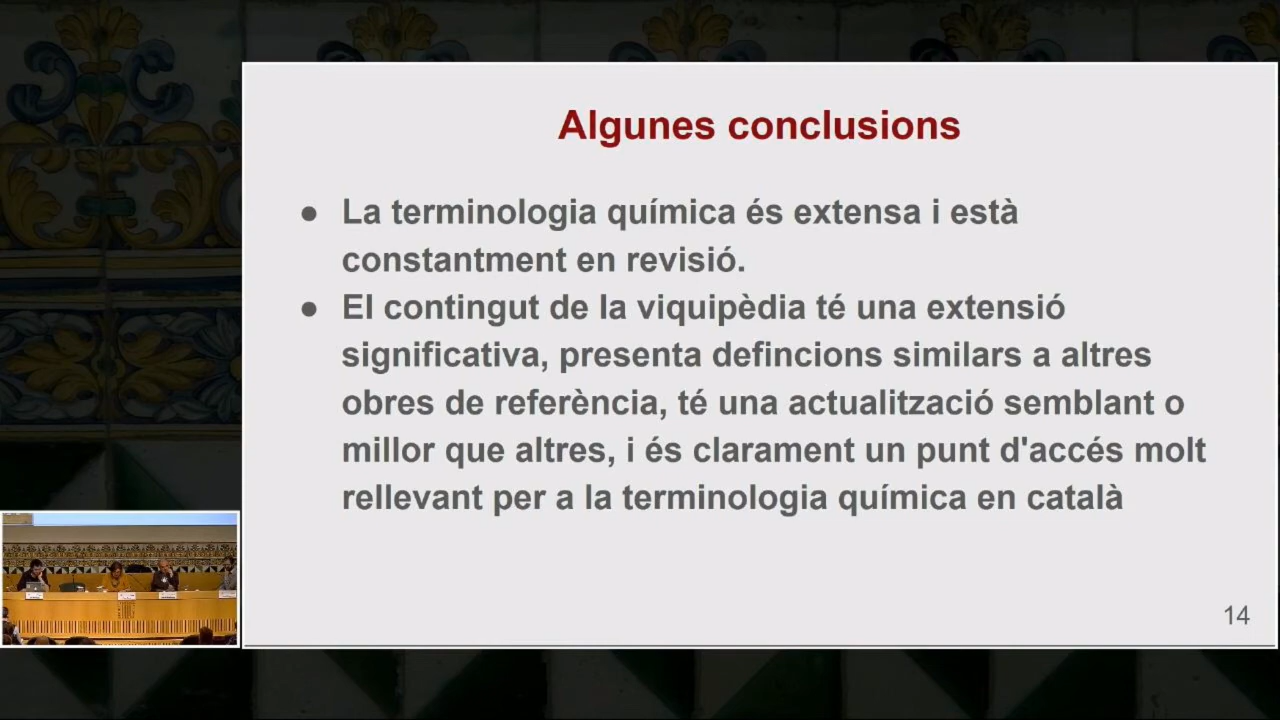 Algunes conclusions
● La terminologia química és extensa i està
constantment en revisió.
● El contingut de la viquipèdia té una extensió
significativa, presenta defincions similars a altres
obres de referència, té una actualització semblant o
millor que altres, i és clarament un punt d'accés molt
rellevant per a la terminologia química en català
14